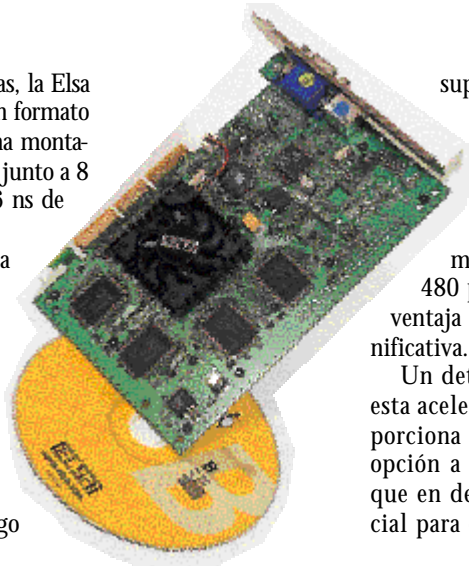 as, la Elsa
n formato
na monta-
junto a 8
6 ns de
a
go
sup
m
480 p
ventaja
nificativa.
Un det
esta acele
porciona
opción a
que en de
cial para
B